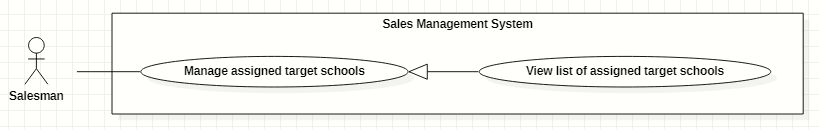 Sales Management System
Manage assigned target schools
View list of assigned target schools
Salesman